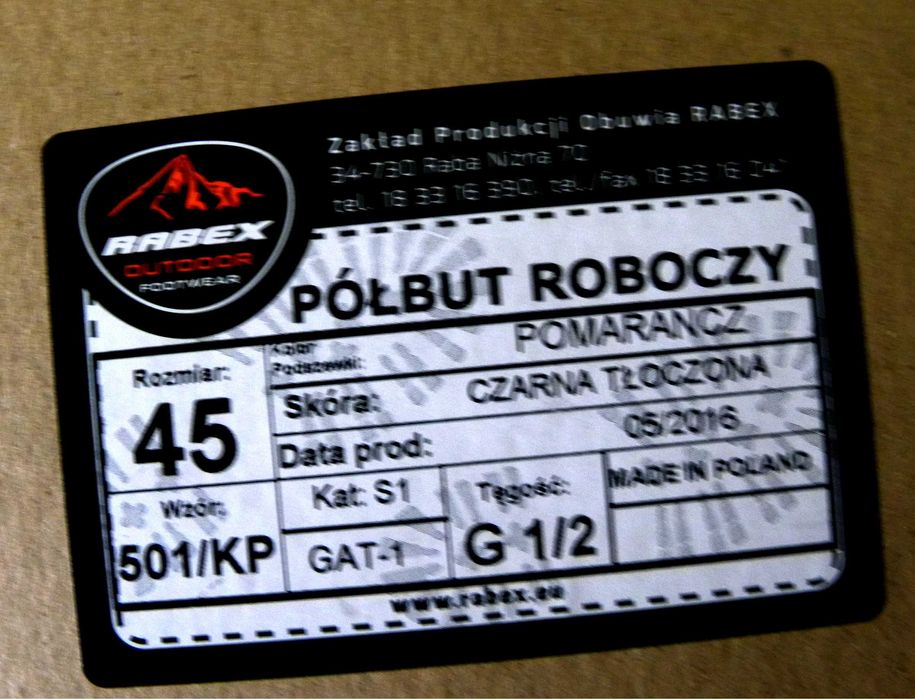 Zakład Produkcji Obuwia RABEX
34-730 Raba Niżna 70
tel. 18 33 16 390, tel./fax 18 33 16
RABEX
OUTDOOR
FOOTWEAR
PÓŁBUT ROBOCZY
Rozmiar:
45
Kolor
Podeszwki:
POMARAŃCZ
Skóra: CZARNA TŁOCZONA
Data prod: 05/2016
Wzór:
501/KP
Kat: S1
GAT-1
Tęgość:
G 1/2
MADE IN POLAND
www.rabex.eu